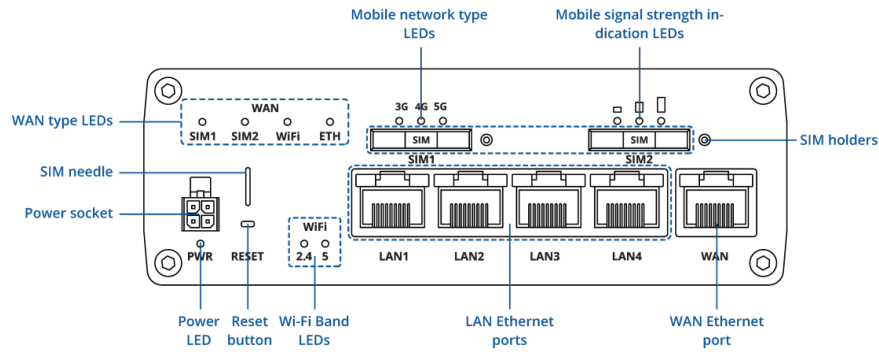 Mobile network type
LEDs
Mobile signal strength in-
dication LEDs
WAN type LEDs
WAN
SIM1 SIM2 WiFi ETH
3G 4G 5G
SIM
SIM
SIM holders
SIM1
SIM2
SIM needle
Power socket
WiFi
2.4 5
PWR
RESET
LAN1
LAN2
LAN3
LAN4
WAN
Power
LED
Reset
button
Wi-Fi Band
LEDs
LAN Ethernet
ports
WAN Ethernet
port